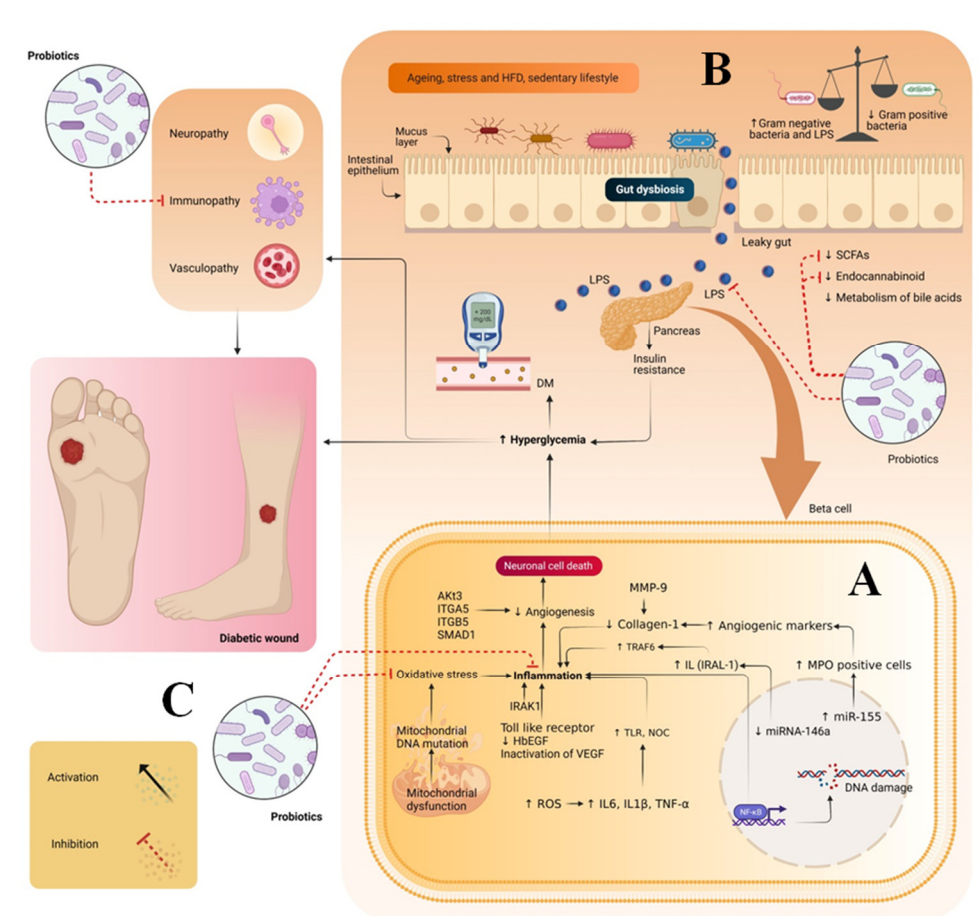 Probiotics
Neuropathy
Immunopathy
Vasculopathy
B
Ageing, stress and HFD, sedentary lifestyle
↑Gram negative
bacteria and LPS
↓ Gram positive
bacteria
Mucus
layer
Intestinal
epithelium
Gut dysbiosis
Leaky gut
↓ SCFAs
↓ Endocannabinoid
↓ Metabolism of bile acids
LPS
LPS
+ 200
mg/dL
Pancreas
Insulin
resistance
DM
↑ Hyperglycemia
Probiotics
Beta cell
Diabetic wound
A
Neuronal cell death
AKt3
ITGA5
ITGB5
SMAD1
↓ Angiogenesis
MMP-9
↓ Collagen-1
↑ Angiogenic markers
↑ TRAF6
↑ IL (IRAL-1)
↑ MPO positive cells
Oxidative stress
Inflammation
IRAK1
↑ miR-155
↓ miRNA-146a
Mitochondrial
DNA mutation
Toll like receptor
↓ HbEGF
Inactivation of VEGF
↑ TLR, NOC
Mitochondrial
dysfunction
↑ ROS
↑ IL6, IL1β, TNF-α
DNA damage
NF-κB
C
Probiotics
Activation
Inhibition